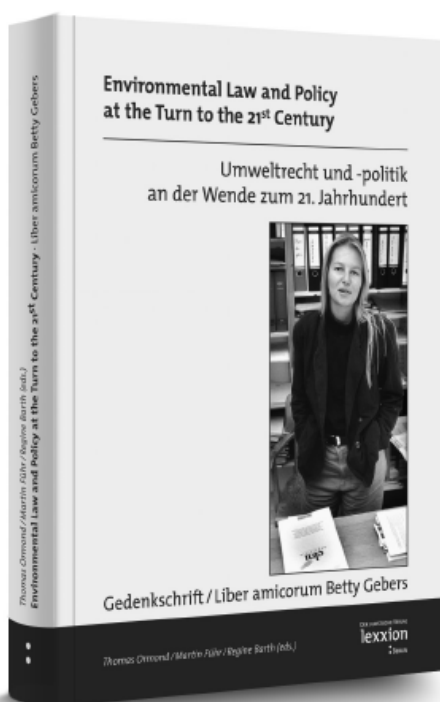 Environmental Law and Policy
at the Turn to the 21st Century
Umweltrecht und -politik
an der Wende zum 21. Jahrhundert
Gedenkschrift / Liber amicorum Betty Gebers
Thomas Ormond / Martin Führ / Regine Barth (eds.)
lexxion
Thomas Ormond / Martin Führ / Regine Barth (eds.)
Environmental Law and Policy at the Turn to the 21st Century · Liber amicorum Betty Gebers